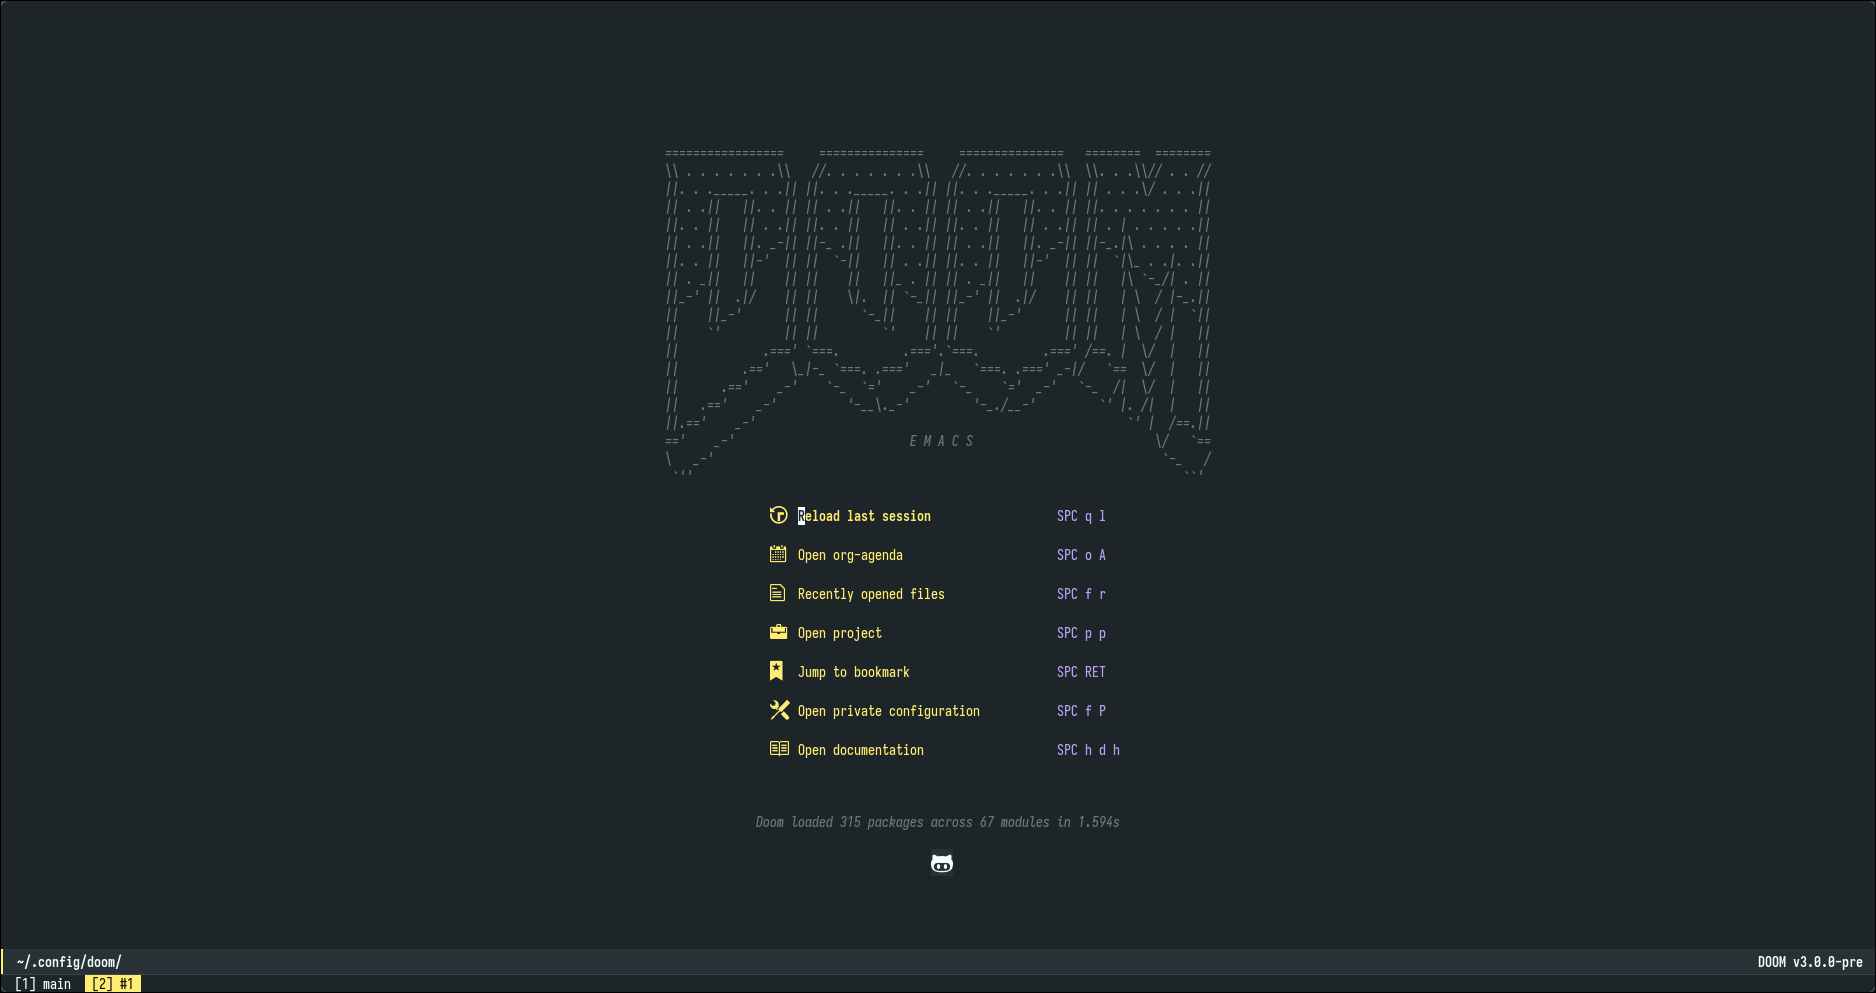 E M A C S
Reload last session SPC q l
Open org-agenda SPC o A
Recently opened files SPC f r
Open project SPC p p
Jump to bookmark SPC RET
Open private configuration SPC f P
Open documentation SPC h d h
Doom loaded 315 packages across 67 modules in 1.594s
~/.config/doom/ DOOM v3.0.0-pre
[1] main [2] #1